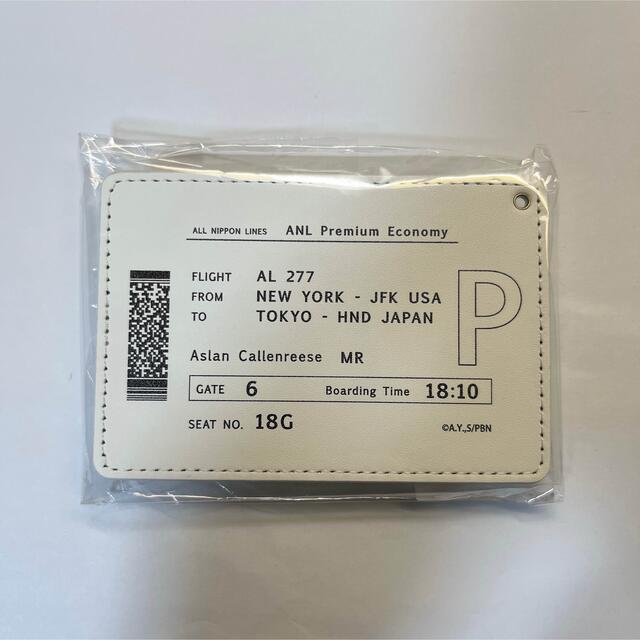 ALL NIPPON LINES ANL Premium Economy
FLIGHT AL 277
FROM NEW YORK - JFK USA
TO TOKYO - HND JAPAN
P
Aslan Callenreese MR
GATE 6 Boarding Time 18:10
SEAT NO. 18G
©A.Y.,S/PBN